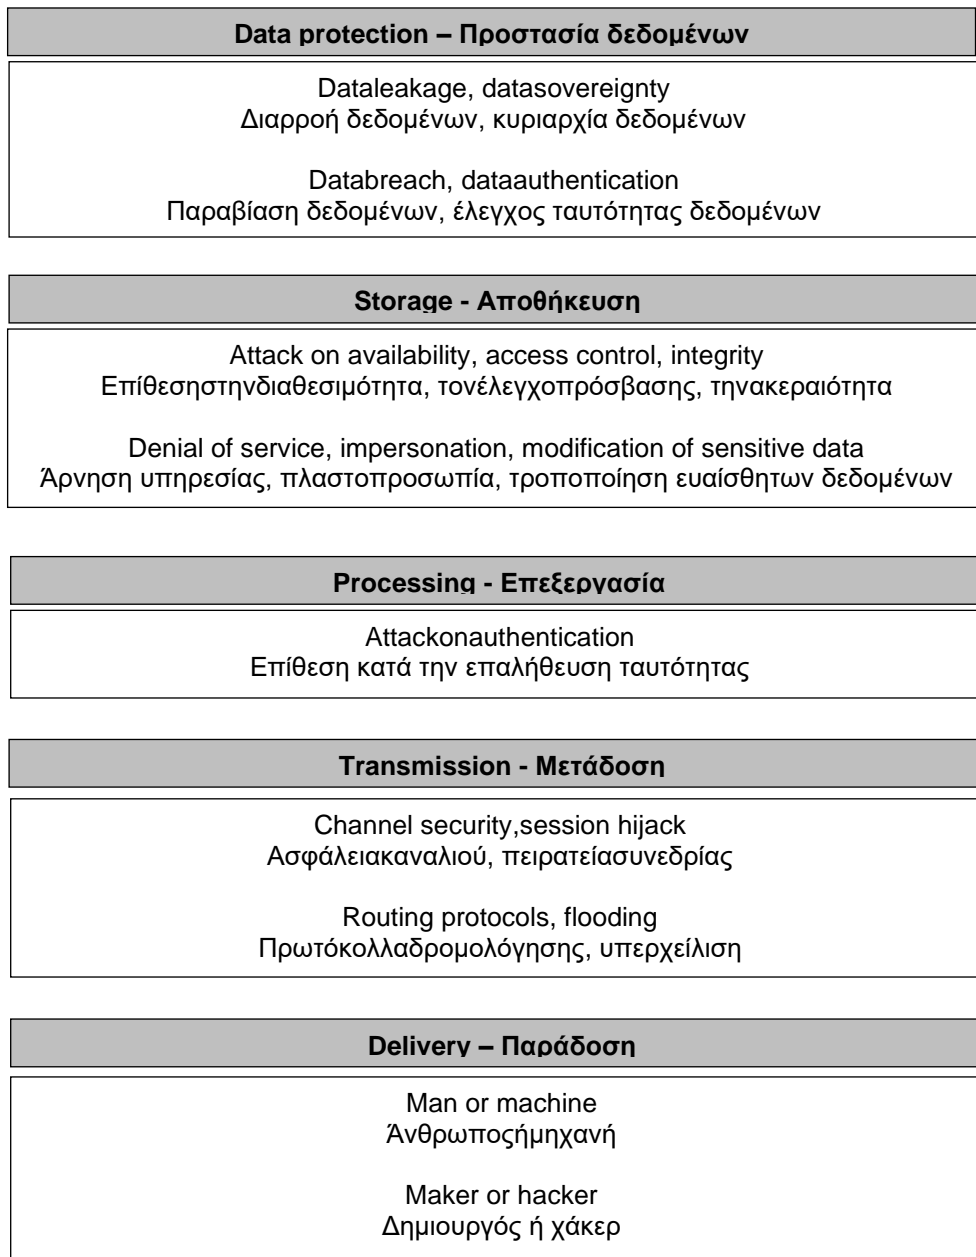 Data protection – Προστασία δεδομένων
Dataleakage, datasovereignty
Διαρροή δεδομένων, κυριαρχία δεδομένων
Databreach, dataauthentication
Παραβίαση δεδομένων, έλεγχος ταυτότητας δεδομένων
Storage - Αποθήκευση
Attack on availability, access control, integrity
Επίθεσηστηνδιαθεσιμότητα, τονέλεγχοπρόσβασης, τηνακεραιότητα
Denial of service, impersonation, modification of sensitive data
Άρνηση υπηρεσίας, πλαστοπροσωπία, τροποποίηση ευαίσθητων δεδομένων
Processing - Επεξεργασία
Attackonauthentication
Επίθεση κατά την επαλήθευση ταυτότητας
Transmission - Μετάδοση
Channel security,session hijack
Ασφάλειακαναλιού, πειρατείασυνεδρίας
Routing protocols, flooding
Πρωτόκολλαδρομολόγησης, υπερχείλιση
Delivery – Παράδοση
Man or machine
Άνθρωποςήμηχανή
Maker or hacker
Δημιουργός ή χάκερ